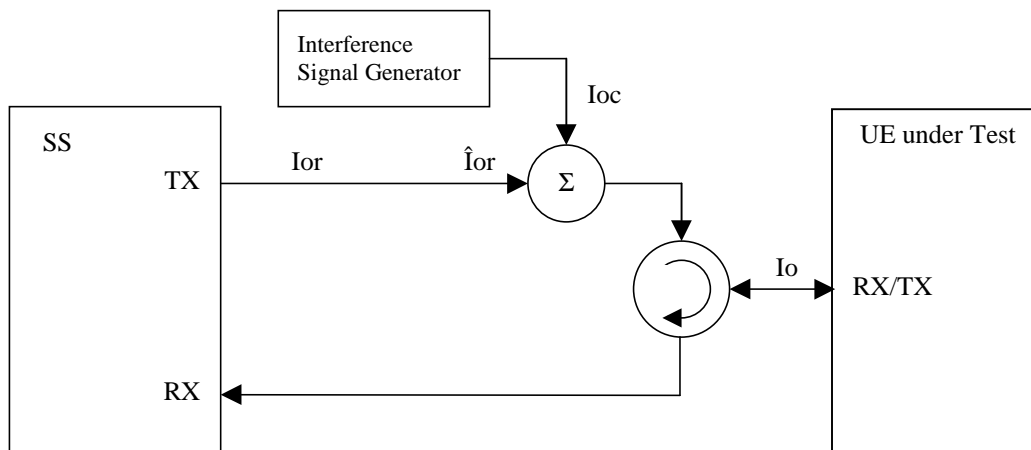 Interference
Signal Generator
Ioc
SS
UE under Test
TX
Ior
Îor
Σ
Io
RX/TX
RX